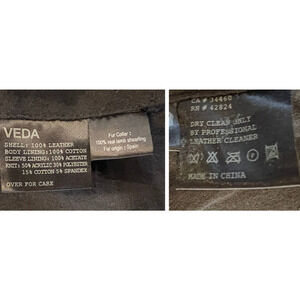 VEDA
SHELL: 100% LEATHER
BODY LINING: 100% COTTON
SLEEVE LINING: 100% ACETATE
KNIT: 50% ACRYLIC 30% POLYESTER
15% COTTON 5% SPANDEX
OVER FOR CARE
Fur Collar :
100% real lamb shearling
Fur origin : Spain
CA # 34460
RN # 42824
DRY CLEAN ONLY
BY PROFESSIONAL
LEATHER CLEANER
MADE IN CHINA